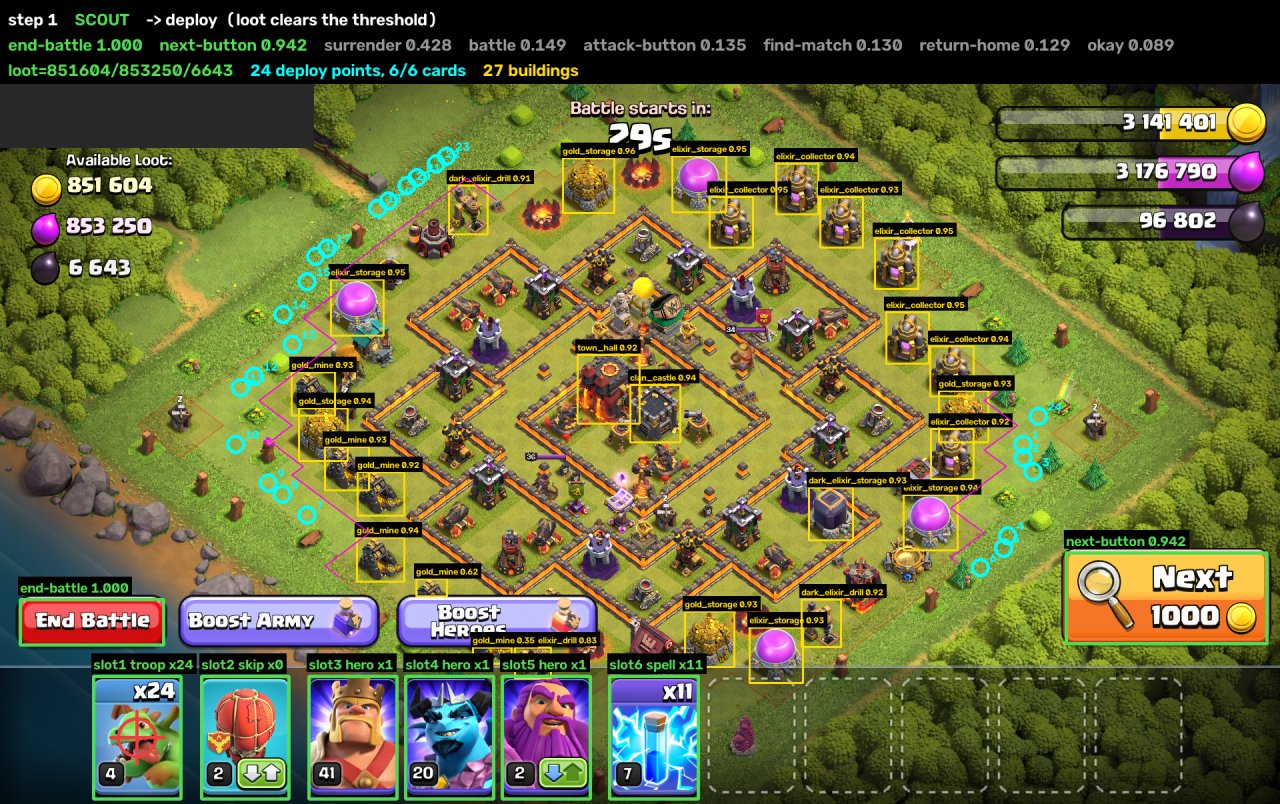 step 1 SCOUT -> deploy (loot clears the threshold)
end-battle 1.000 next-button 0.942 surrender 0.428 battle 0.149 attack-button 0.135 find-match 0.130 return-home 0.129 okay 0.089
loot=851604/853250/6643 24 deploy points, 6/6 cards 27 buildings
Battle starts in:
29s
Available Loot:
851 604
853 250
6 643
3 141 401
3 176 790
96 802
gold_storage 0.96
elixir_storage 0.95
elixir_collector 0.94
dark_elixir_drill 0.91
elixir_collector 0.95
elixir_collector 0.93
elixir_collector 0.95
elixir_storage 0.95
elixir_collector 0.95
elixir_collector 0.94
town_hall 0.92
gold_mine 0.93
clan_castle 0.94
gold_storage 0.93
gold_storage 0.94
elixir_collector 0.92
gold_mine 0.93
gold_mine 0.92
dark_elixir_storage 0.93
elixir_storage 0.94
gold_mine 0.94
gold_mine 0.62
dark_elixir_drill 0.92
gold_storage 0.93
elixir_storage 0.93
gold_mine 0.35
elixir_drill 0.83
23
14
13
12
34
36
2
2
2
end-battle 1.000
End Battle
Boost Army
Boost Heroes
next-button 0.942
Next
1000
slot1 troop x24 slot2 skip x0 slot3 hero x1 slot4 hero x1 slot5 hero x1 slot6 spell x11
x24
x11
4
2
41
20
2
7